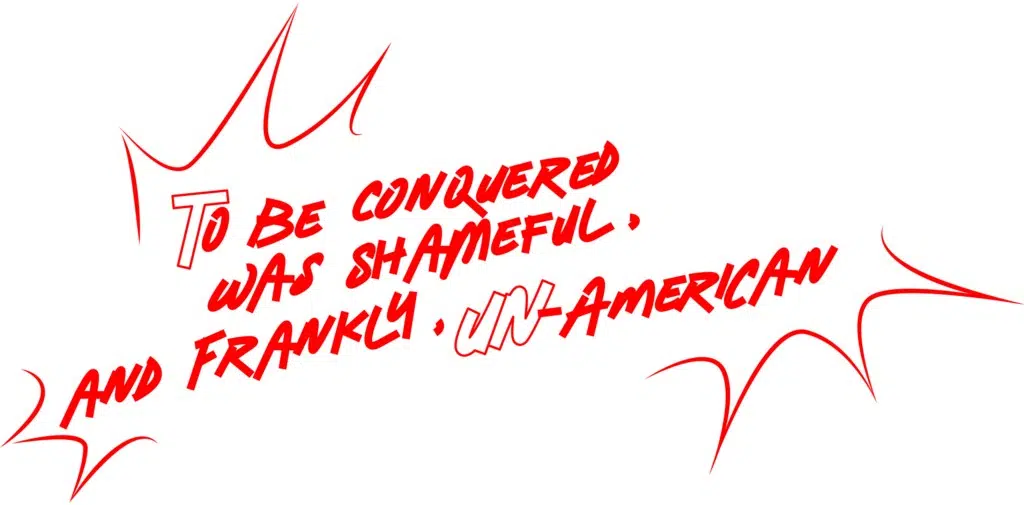 To BE CONQUERED
WAS SHAMEFUL,
AND FRANKLY, UN-AMERICAN